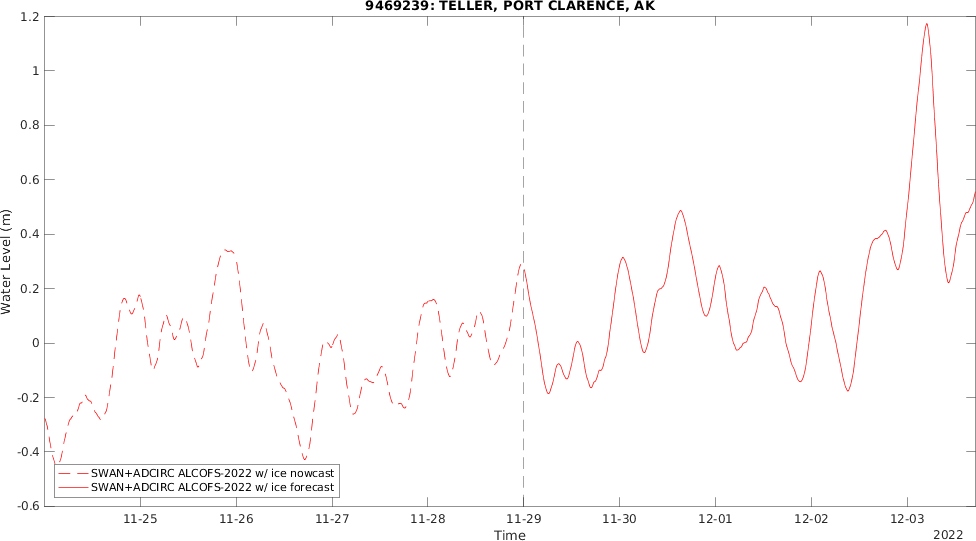 9469239: TELLER, PORT CLARENCE, AK
1.2
1
0.8
0.6
0.4
0.2
0
-0.2
-0.4
-0.6
Water Level (m)
SWAN+ADCIRC ALCOFS-2022 w/ ice nowcast
SWAN+ADCIRC ALCOFS-2022 w/ ice forecast
11-25 11-26 11-27 11-28 11-29 11-30 12-01 12-02 12-03
Time
2022